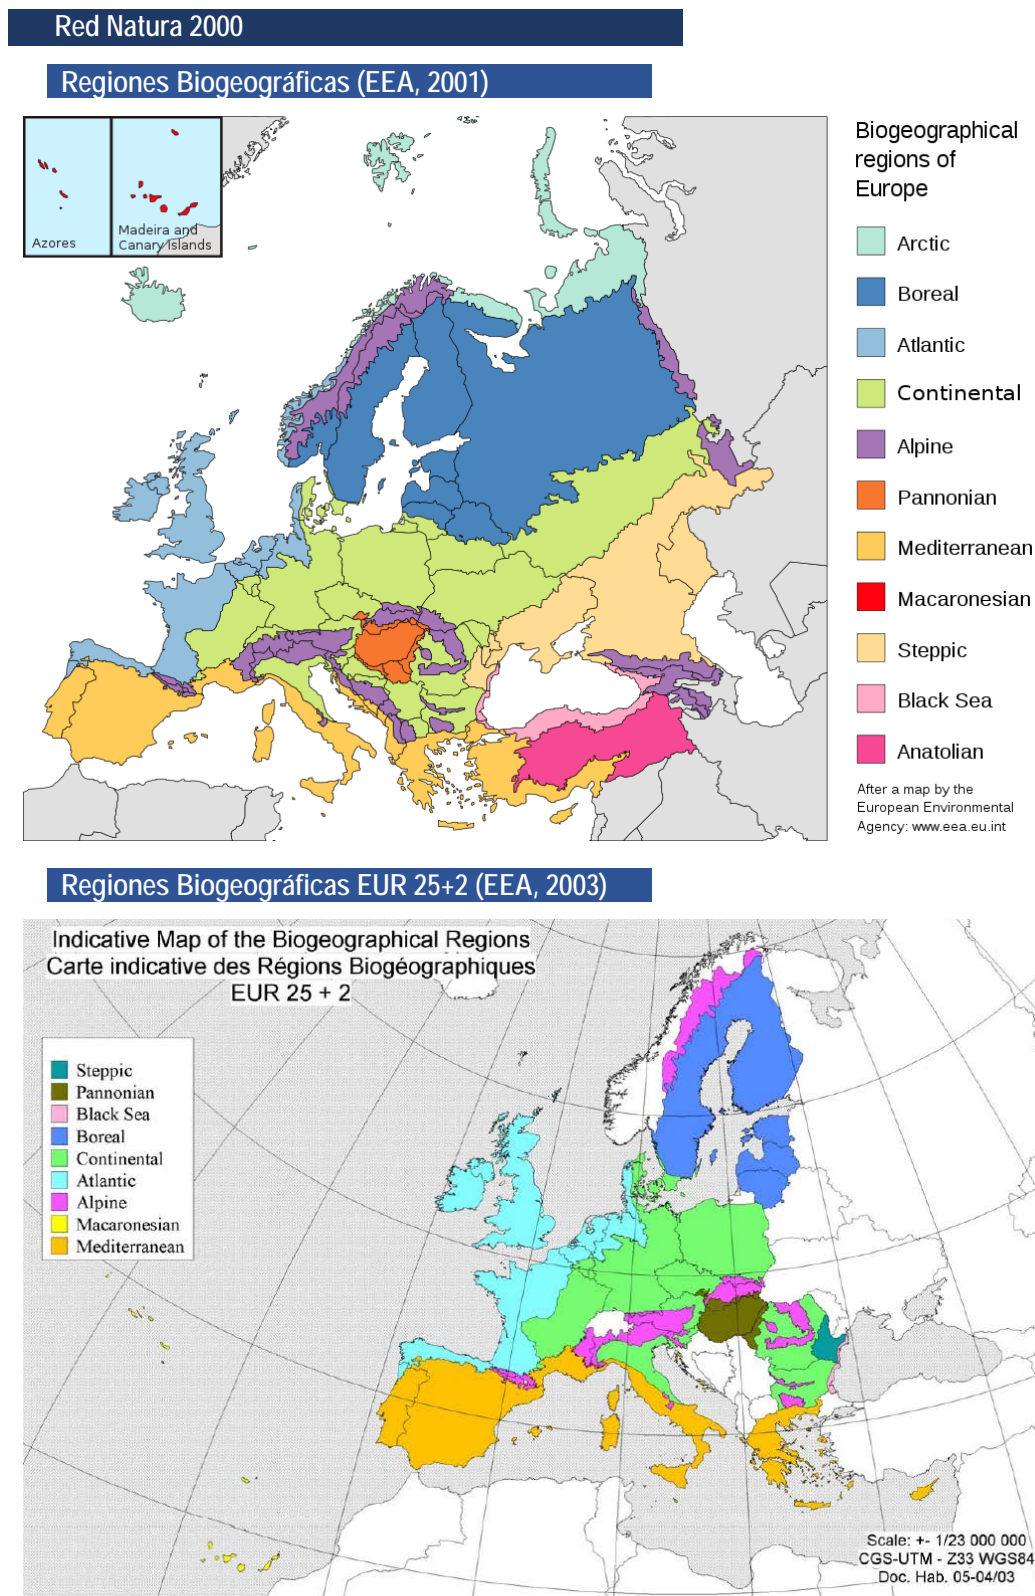 Red Natura 2000
Regiones Biogeográficas (EEA, 2001)
Azores
Madeira and
Canary Islands
Biogeographical
regions of
Europe
Arctic
Boreal
Atlantic
Continental
Alpine
Pannonian
Mediterranean
Macaronesian
Steppic
Black Sea
Anatolian
After a map by the
European Environmental
Agency: www.eea.eu.int
Regiones Biogeográficas EUR 25+2 (EEA, 2003)
Indicative Map of the Biogeographical Regions
Carte indicative des Régions Biogéographiques
EUR 25 + 2
Steppic
Pannonian
Black Sea
Boreal
Continental
Atlantic
Alpine
Macaronesian
Mediterranean
Scale: +- 1/23 000 000
CGS-UTM - Z33 WGS84
Doc. Hab. 05-04/03